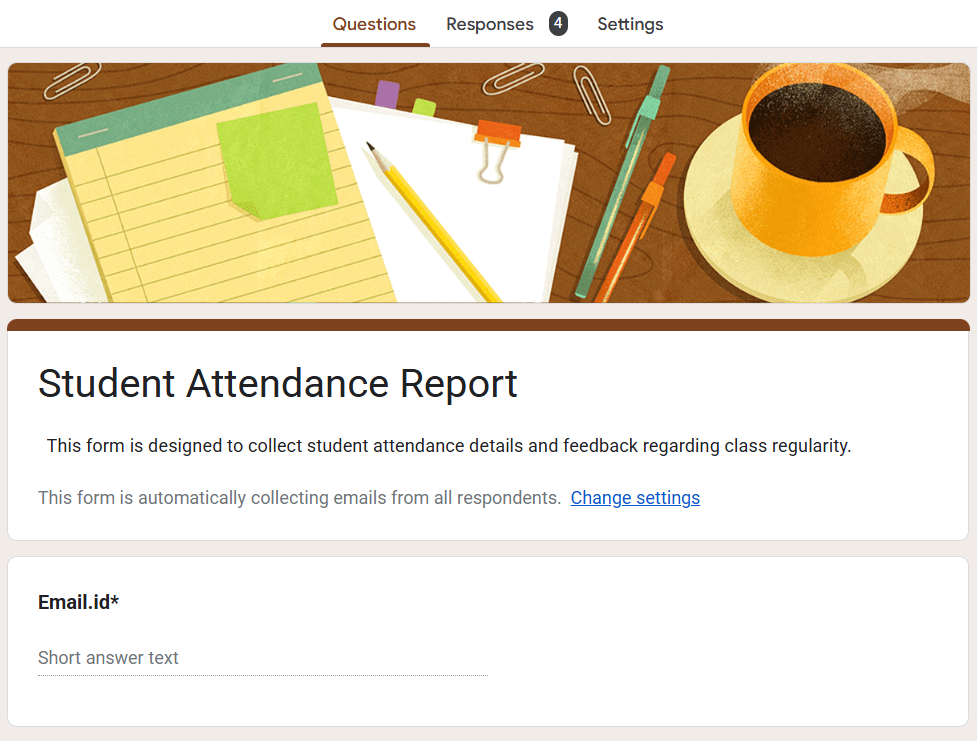 Questions Responses 4 Settings
Student Attendance Report
This form is designed to collect student attendance details and feedback regarding class regularity.
This form is automatically collecting emails from all respondents. Change settings
Email.id*
Short answer text